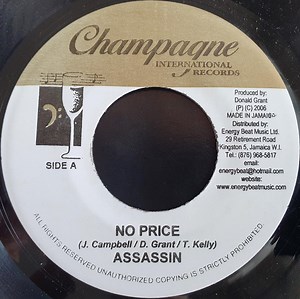 Champagne
INTERNATIONAL
RECORDS
Produced by:
Donald Grant
(P) (C) 2006
MADE IN JAMAICA
Distributed by:
Energy Beat Music Ltd.
29 Retirement Road
Kingston 5, Jamaica W.I.
Tel: (876) 968-5817
email:
energybeat@hotmail.com
website:
www.energybeatmusic.com
SIDE A
NO PRICE
(J. Campbell / D. Grant / T. Kelly)
ASSASSIN
ALL RIGHTS RESERVED UNAUTHORIZED COPYING IS STRICTLY PROHIBITED